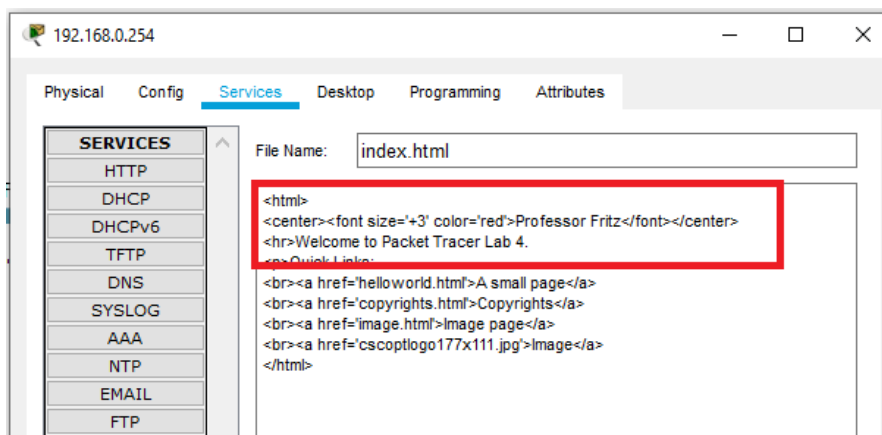 192.168.0.254
Physical Config Services Desktop Programming Attributes
SERVICES
HTTP
DHCP
DHCPv6
TFTP
DNS
SYSLOG
AAA
NTP
EMAIL
FTP
File Name: index.html
<html>
<center><font size='+3' color='red'>Professor Fritz</font></center>
<hr>Welcome to Packet Tracer Lab 4.
<p>Quick Links:
<br><a href='helloworld.html'>A small page</a>
<br><a href='copyrights.html'>Copyrights</a>
<br><a href='image.html'>Image page</a>
<br><a href='cscoptlogo177x111.jpg'>Image</a>
</html>